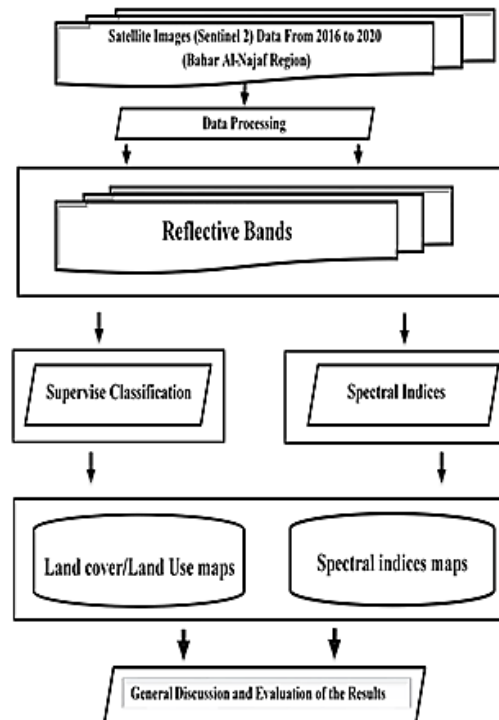 Satellite Images (Sentinel 2) Data From 2016 to 2020
(Bahar Al-Najaf Region)
Data Processing
Reflective Bands
Supervise Classification
Spectral Indices
Land cover/Land Use maps
Spectral indices maps
General Discussion and Evaluation of the Results